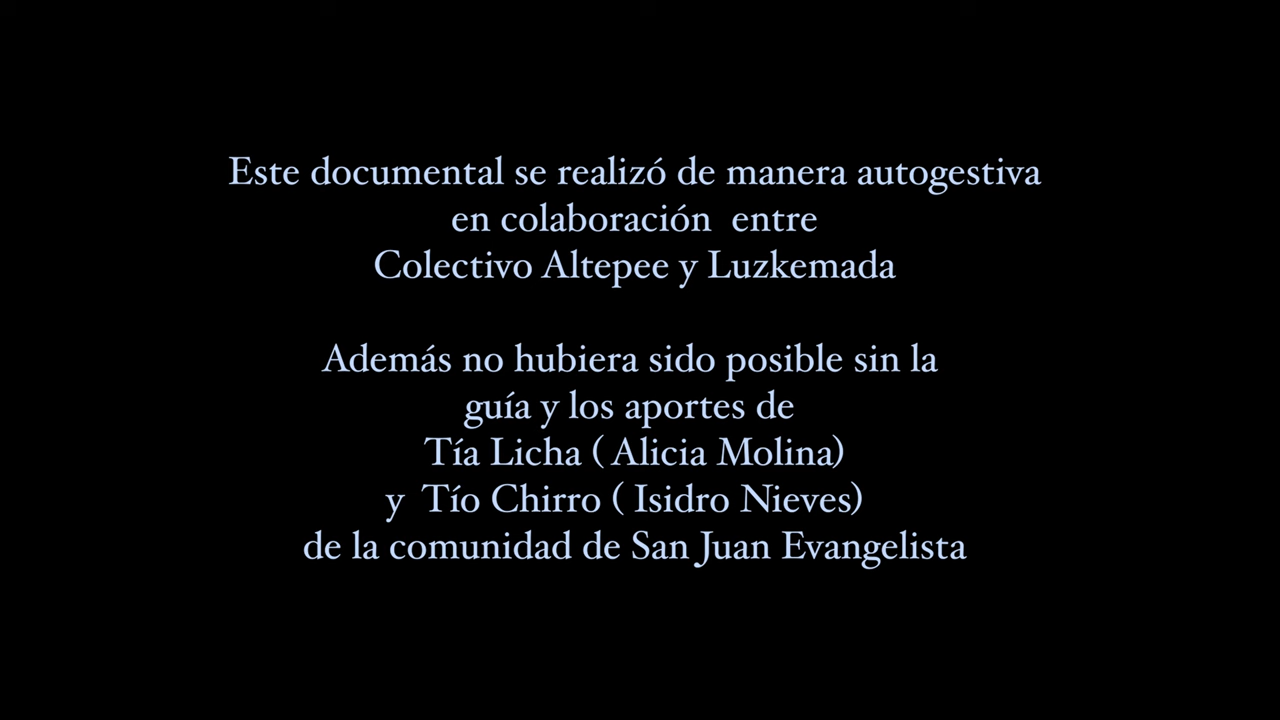 Este documental se realizó de manera autogestiva
en colaboración entre
Colectivo Altepee y Luzkemada
Además no hubiera sido posible sin la
guía y los aportes de
Tía Licha ( Alicia Molina)
y Tío Chirro ( Isidro Nieves)
de la comunidad de San Juan Evangelista